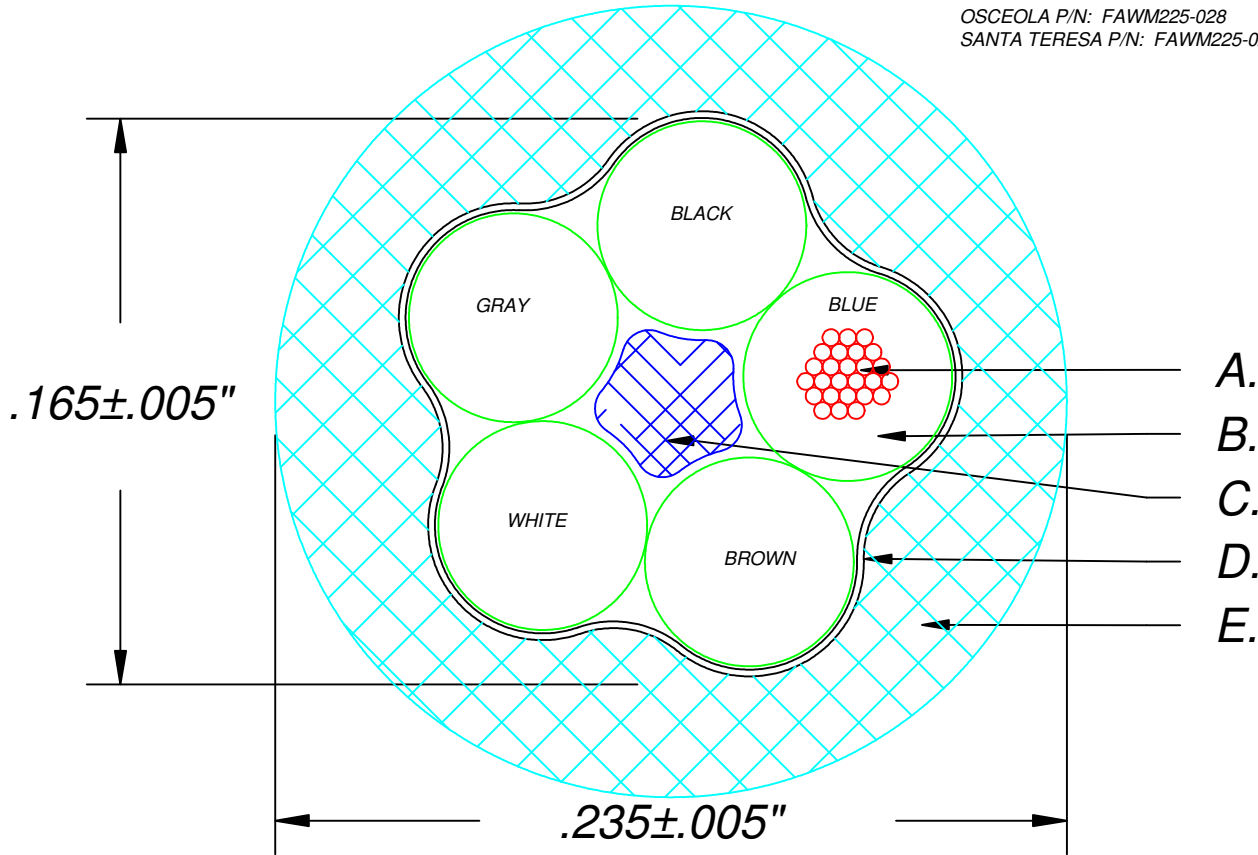 OSCEOLA P/N: FAWM225-028
SANTA TERESA P/N: FAWM225-0
BLACK
GRAY
BLUE
A.
.165±.005"
B.
C.
WHITE
BROWN
D.
E.
.235±.005"